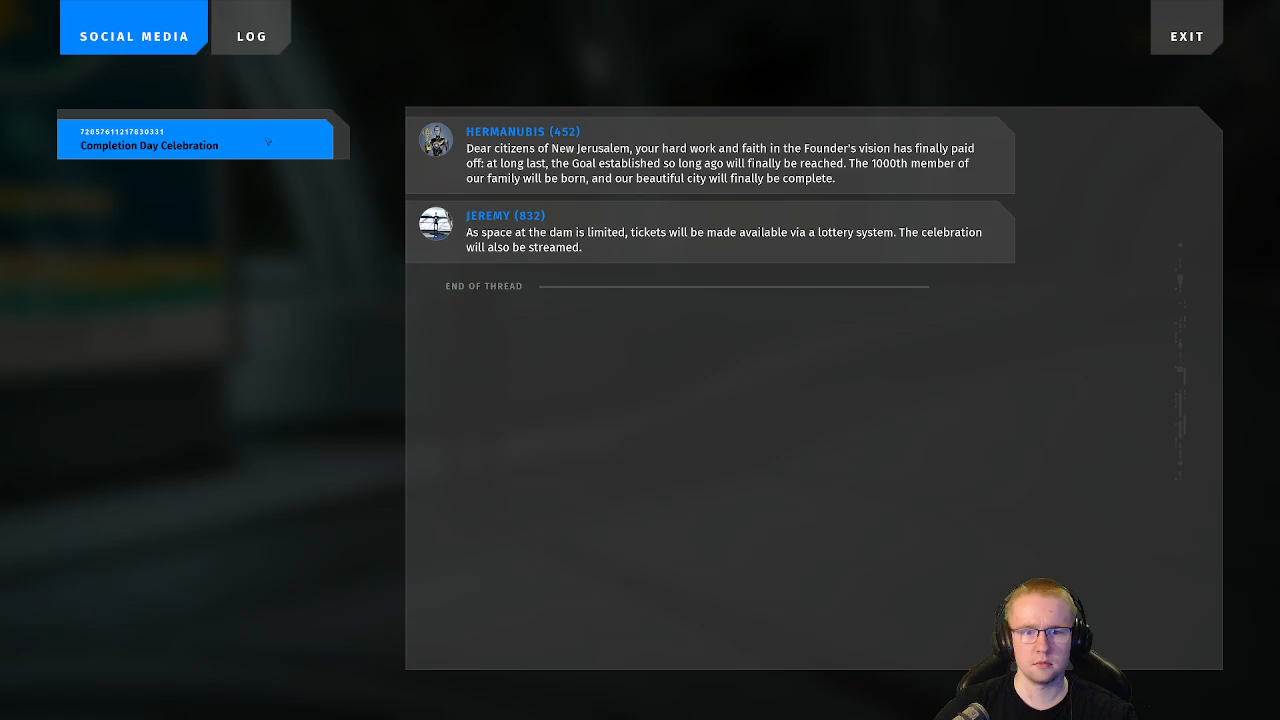 SOCIAL MEDIA
LOG
EXIT
72057611217830331
Completion Day Celebration
HERMANUBIS (452)
Dear citizens of New Jerusalem, your hard work and faith in the Founder's vision has finally paid
off: at long last, the Goal established so long ago will finally be reached. The 1000th member of
our family will be born, and our beautiful city will finally be complete.
JEREMY (832)
As space at the dam is limited, tickets will be made available via a lottery system. The celebration
will also be streamed.
END OF THREAD